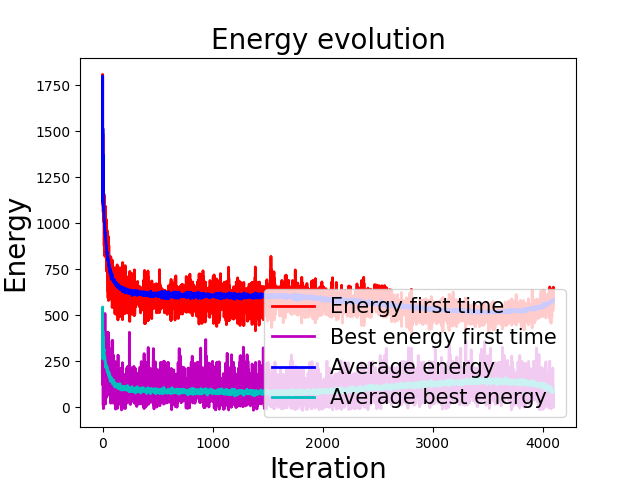 Energy evolution
Energy
1750
1500
1250
1000
750
500
250
0
Energy first time
Best energy first time
Average energy
Average best energy
0 1000 2000 3000 4000
Iteration